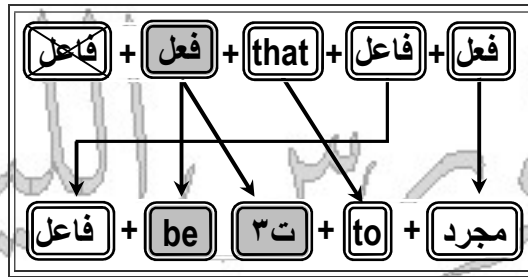 فاعل + فعل + that + فاعل + فعل
فاعل + be ت٣ + to + مجرد